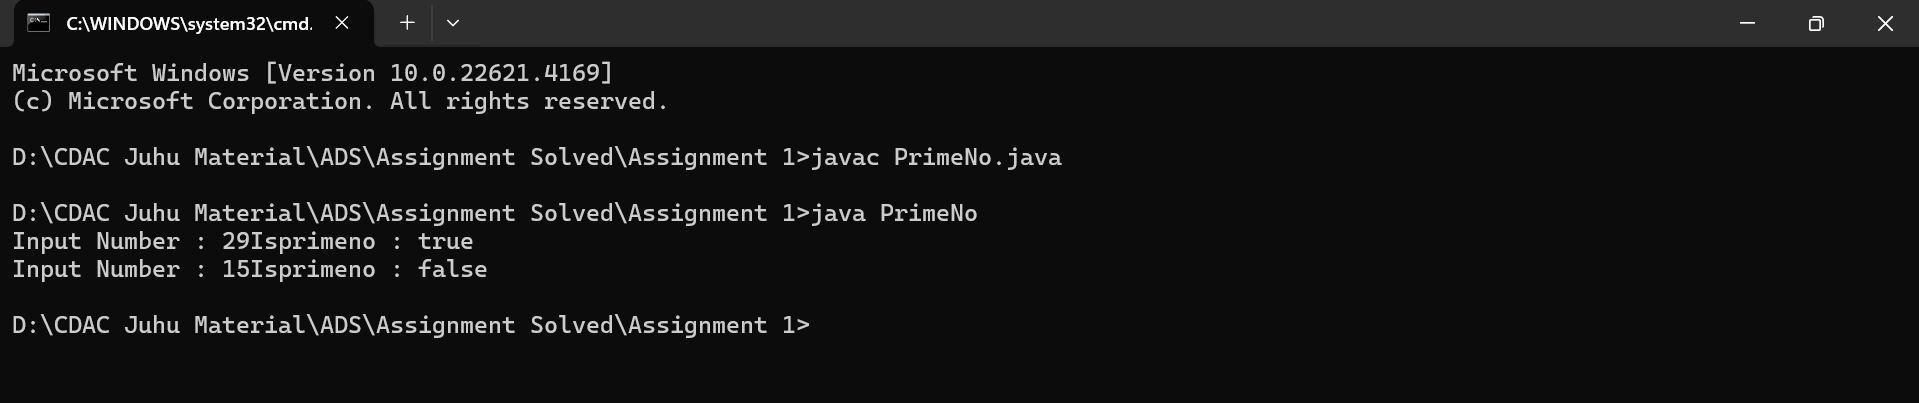 C:\WINDOWS\system32\cmd.
Microsoft Windows [Version 10.0.22621.4169]
(c) Microsoft Corporation. All rights reserved.
D:\CDAC Juhu Material\ADS\Assignment Solved\Assignment 1>javac PrimeNo.java
D:\CDAC Juhu Material\ADS\Assignment Solved\Assignment 1>java PrimeNo
Input Number : 29Isprimeno : true
Input Number : 15Isprimeno : false
D:\CDAC Juhu Material\ADS\Assignment Solved\Assignment 1>